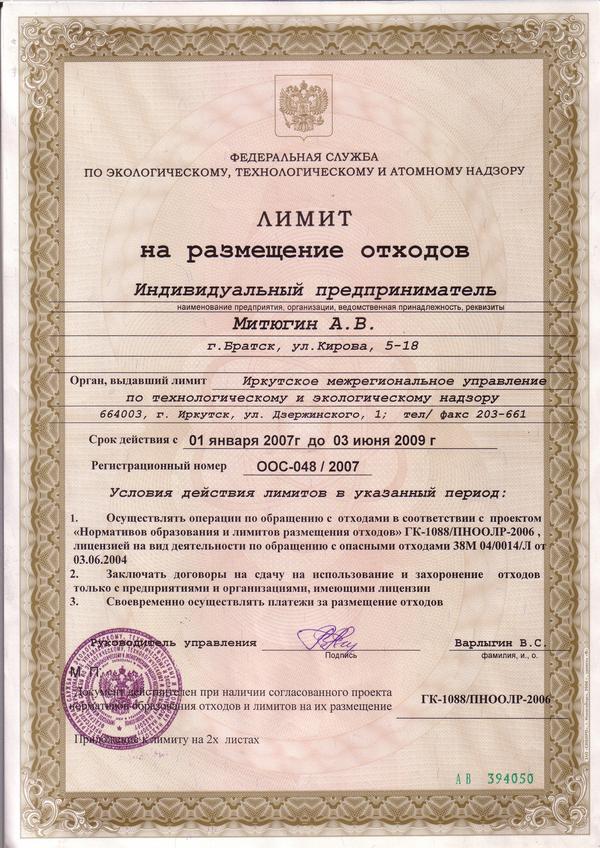 ФЕДЕРАЛЬНАЯ СЛУЖБА
ПО ЭКОЛОГИЧЕСКОМУ, ТЕХНОЛОГИЧЕСКОМУ И АТОМНОМУ НАДЗОРУ
ЛИМИТ
на размещение отходов
Индивидуальный предприниматель
наименование предприятия, организации, ведомственная принадлежность, реквизиты
Митюгин А.В.
г.Братск, ул.Кирова, 5-18
Орган, выдавший лимит Иркутское межрегиональное управление
по технологическому и экологическому надзору
664003, г. Иркутск, ул. Дзержинского, 1; тел/ факс 203-661
Срок действия с 01 января 2007г до 03 июня 2009 г
Регистрационный номер ООС-048 / 2007
Условия действия лимитов в указанный период:
1. Осуществлять операции по обращению с отходами в соответствии с проектом
«Нормативов образования и лимитов размещения отходов» ГК-1088/ПНООЛР-2006 ,
лицензией на вид деятельности по обращению с опасными отходами 38М 04/0014/Л от
03.06.2004
2. Заключать договоры на сдачу на использование и захоронение отходов
только с предприятиями и организациями, имеющими лицензии
3. Своевременно осуществлять платежи за размещение отходов
Руководитель управления Варлыгин В.С.
Подпись фамилия, и., о.
М. П.
Документ действителен при наличии согласованного проекта
нормативов образования отходов и лимитов на их размещение ГК-1088/ПНООЛР-2006
Приложение к лимиту на 2х листах
АВ 394050